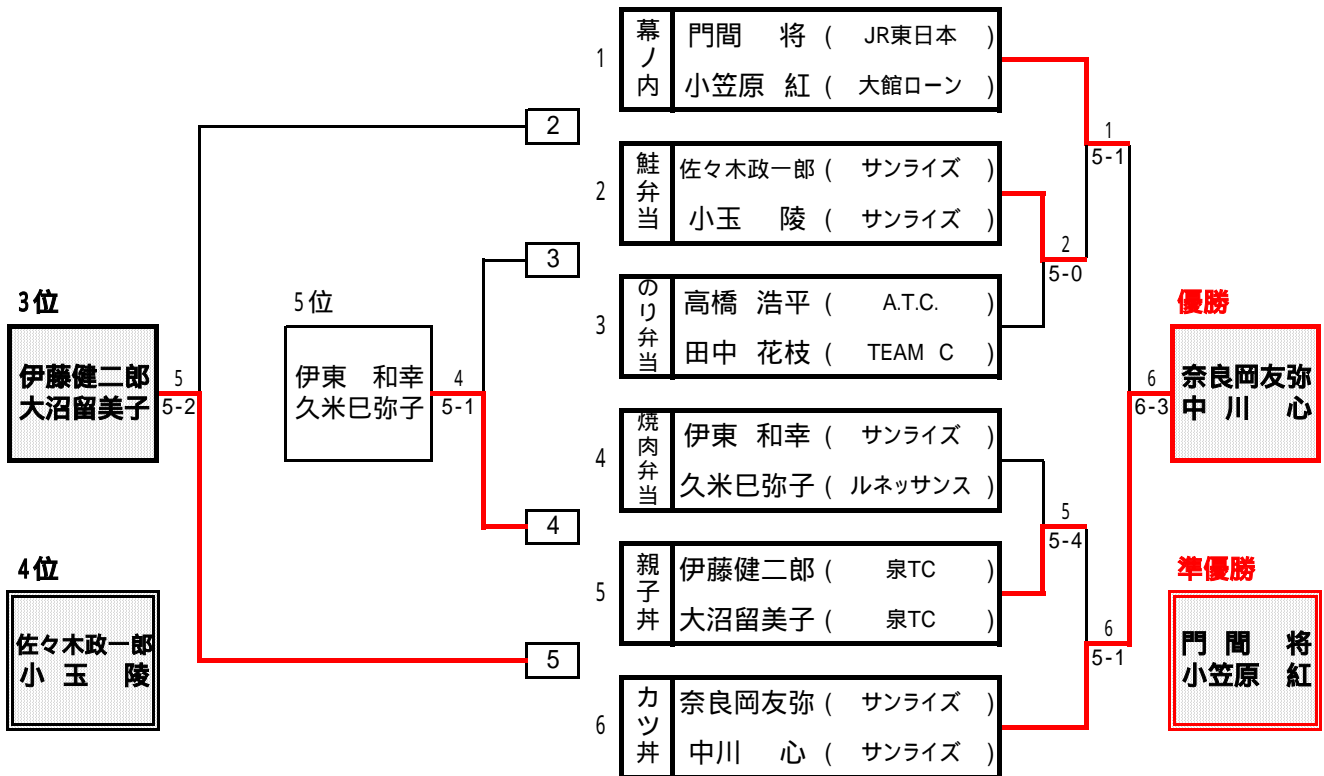 1
幕ノ内
門間 将 ( JR東日本 )
小笠原 紅 ( 大館ローン )
2
鮭弁当
佐々木政一郎 ( サンライズ )
小玉 陵 ( サンライズ )
3
のり弁当
高橋 浩平 ( A.T.C. )
田中 花枝 ( TEAM C )
4
焼肉弁当
伊東 和幸 ( サンライズ )
久米巳弥子 ( ルネッサンス )
5
親子丼
伊藤健二郎 ( 泉TC )
大沼留美子 ( 泉TC )
6
カツ丼
奈良岡友弥 ( サンライズ )
中川 心 ( サンライズ )
1
5-1
2
5-0
5
5-4
6
5-1
6
6-3
優勝
奈良岡友弥
中川 心
準優勝
門間 将
小笠原 紅
2
3
4
5
5位
伊東 和幸
久米巳弥子
4
5-1
3位
伊藤健二郎
大沼留美子
5
5-2
4位
佐々木政一郎
小玉 陵